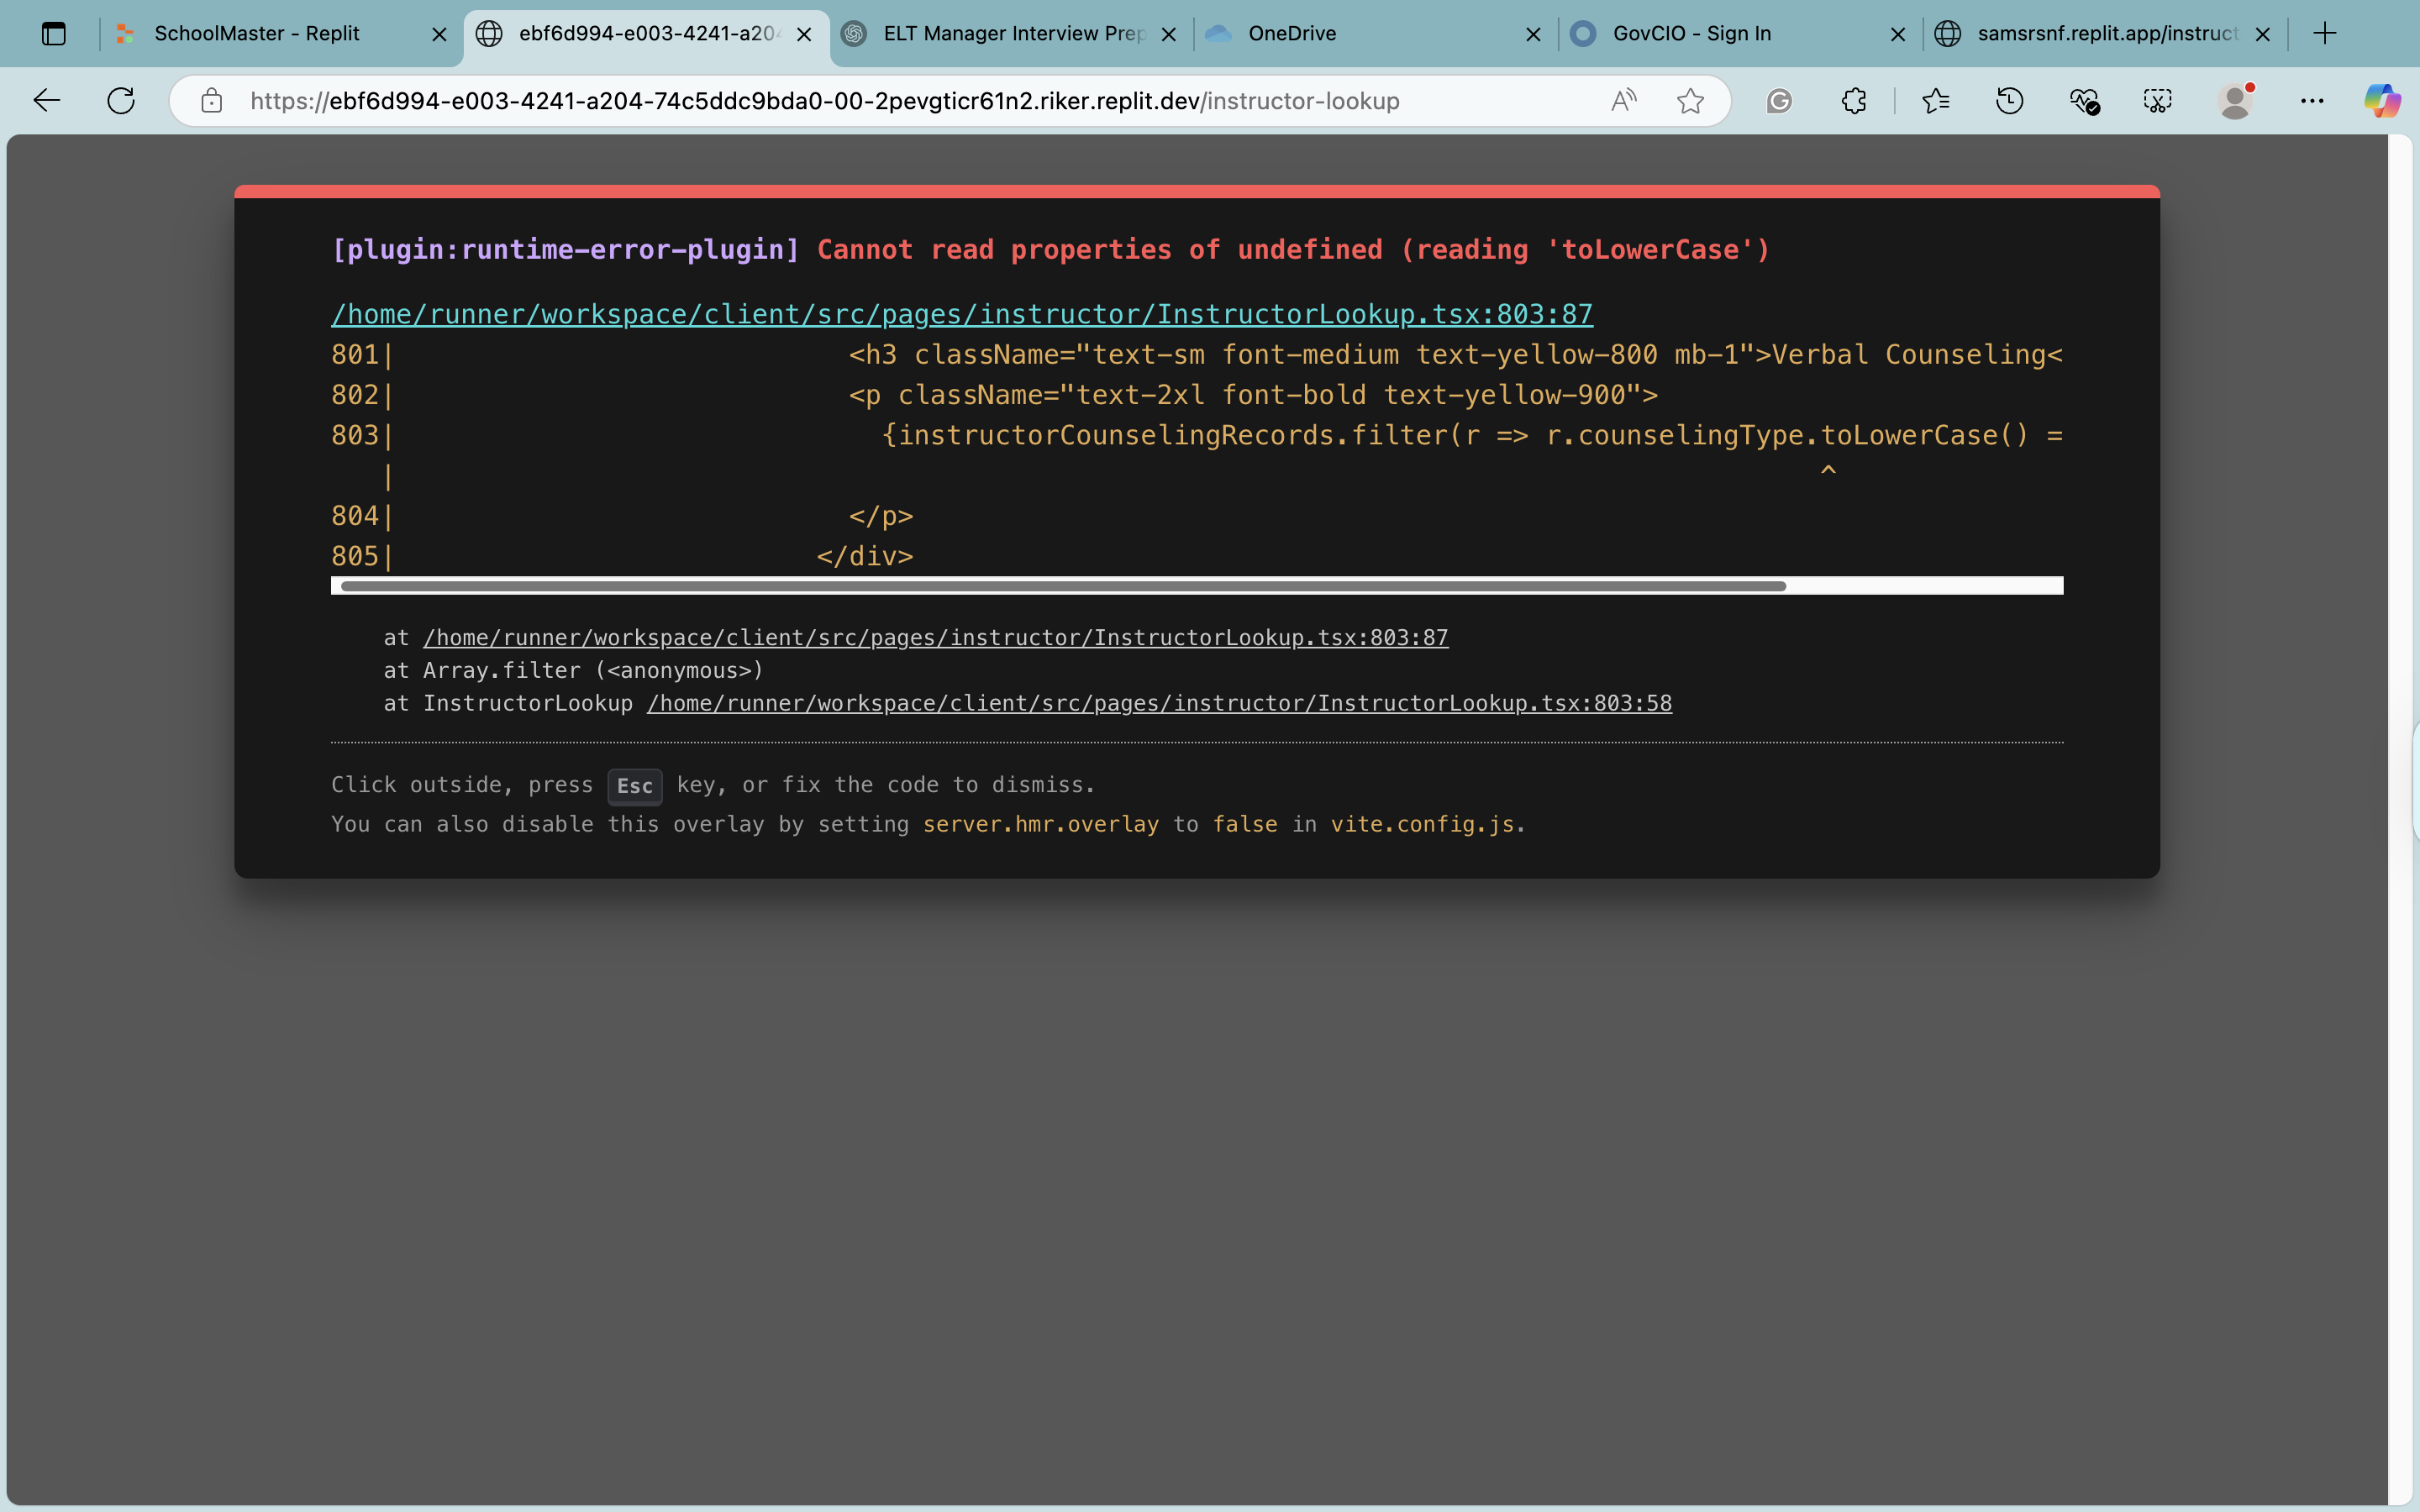 SchoolMaster - Replit
ebf6d994-e003-4241-a204
ELT Manager Interview Prep
OneDrive
GovCIO - Sign In
samsrsnf.replit.app/instruct
https://ebf6d994-e003-4241-a204-74c5ddc9bda0-00-2pevgticr61n2.riker.replit.dev/instructor-lookup
[plugin:runtime-error-plugin] Cannot read properties of undefined (reading 'toLowerCase')
/home/runner/workspace/client/src/pages/instructor/InstructorLookup.tsx:803:87
801| <h3 className="text-sm font-medium text-yellow-800 mb-1">Verbal Counseling<
802| <p className="text-2xl font-bold text-yellow-900">
803| {instructorCounselingRecords.filter(r => r.counselingType.toLowerCase() =
| ^
804| </p>
805| </div>
at /home/runner/workspace/client/src/pages/instructor/InstructorLookup.tsx:803:87
at Array.filter (<anonymous>)
at InstructorLookup /home/runner/workspace/client/src/pages/instructor/InstructorLookup.tsx:803:58
Click outside, press Esc key, or fix the code to dismiss.
You can also disable this overlay by setting server.hmr.overlay to false in vite.config.js.